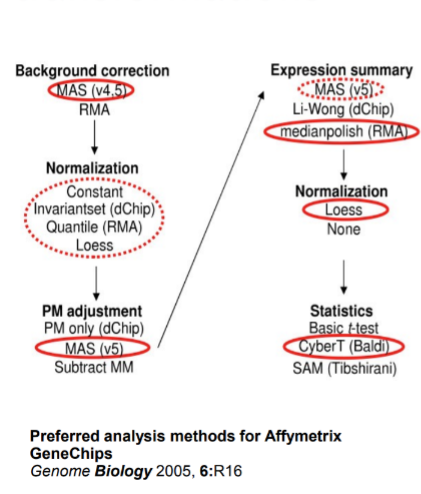 Background correction
MAS (v4.5)
RMA
Normalization
Constant
Invariantset (dChip)
Quantile (RMA)
Loess
PM adjustment
PM only (dChip)
MAS (v5)
Subtract MM
Expression summary
MAS (v5)
Li-Wong (dChip)
medianpolish (RMA)
Normalization
Loess
None
Statistics
Basic t-test
CyberT (Baldi)
SAM (Tibshirani)
Preferred analysis methods for Affymetrix
GeneChips
Genome Biology 2005, 6:R16